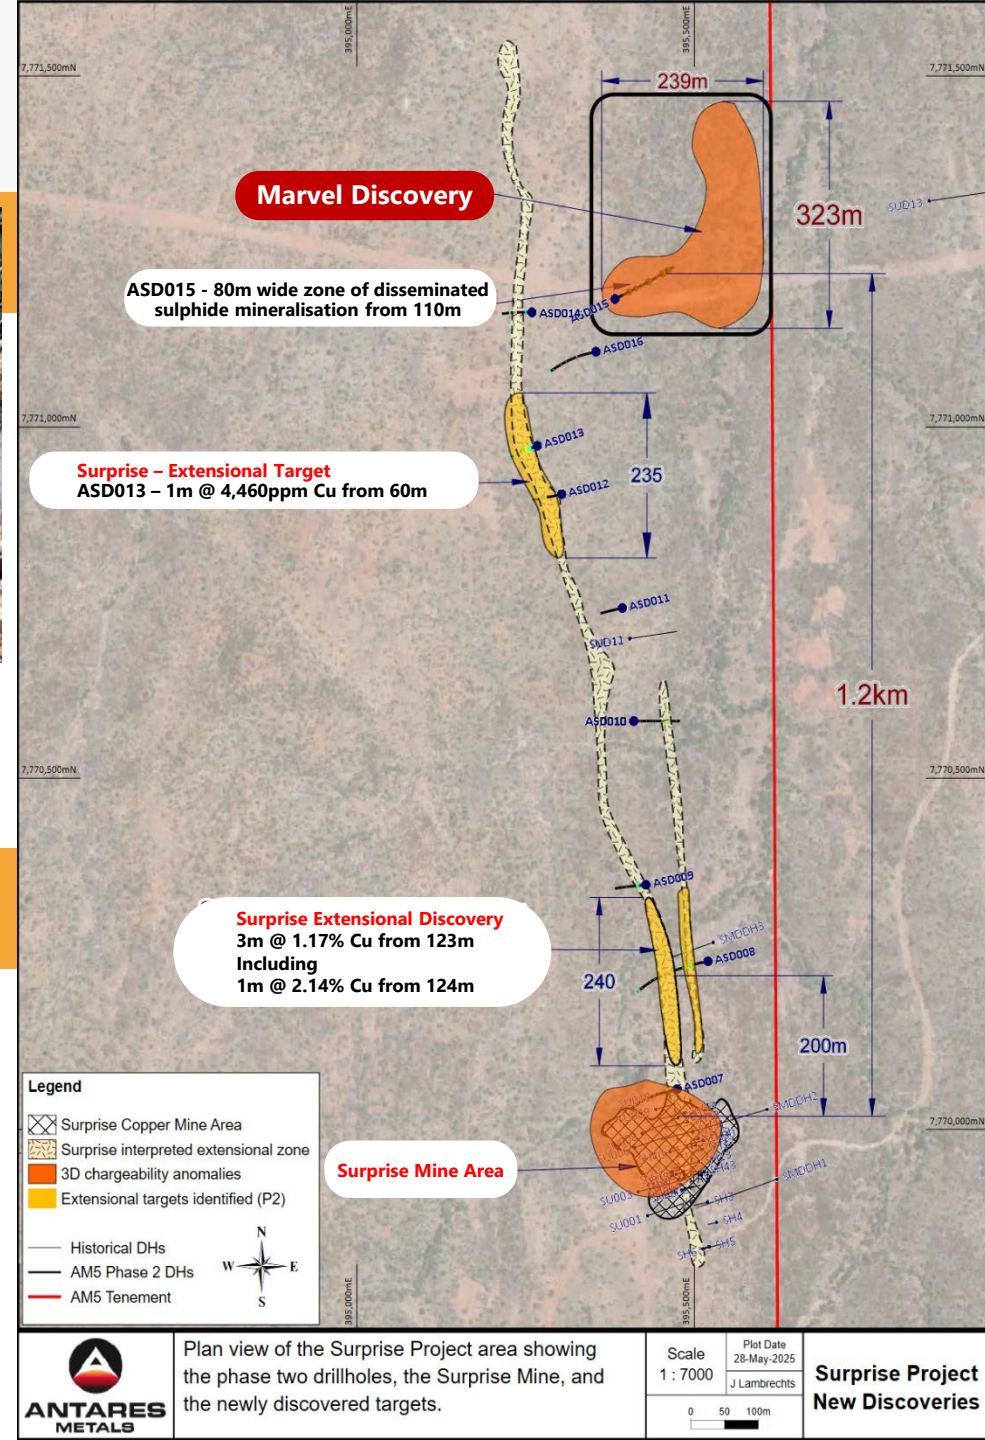 395,000mE
395,500mE
7,771,500mN
7,771,500mN
239m
Marvel Discovery
323m
SUD13
ASD015 - 80m wide zone of disseminated
sulphide mineralisation from 110m
ASD014
ASD015
ASD016
7,771,000mN
7,771,000mN
ASD013
Surprise – Extensional Target
ASD013 – 1m @ 4,460ppm Cu from 60m
235
ASD012
ASD011
SUD11
1.2km
ASD010
7,770,500mN
7,770,500mN
ASD009
Surprise Extensional Discovery
3m @ 1.17% Cu from 123m
Including
1m @ 2.14% Cu from 124m
SMDDH3
ASD008
240
200m
ASD007
SMDDH2
7,770,000mN
Surprise Mine Area
SMDDH1
SU003
SU001
SH3
SH4
SH5
SH6
Legend
Surprise Copper Mine Area
Surprise interpreted extensional zone
3D chargeability anomalies
Extensional targets identified (P2)
Historical DHs
AM5 Phase 2 DHs
AM5 Tenement
N
W E
S
395,000mE
395,500mE
ANTARES
METALS
Plan view of the Surprise Project area showing
the phase two drillholes, the Surprise Mine, and
the newly discovered targets.
Scale
1 : 7000
Plot Date
28-May-2025
J Lambrechts
0 50 100m
Surprise Project
New Discoveries